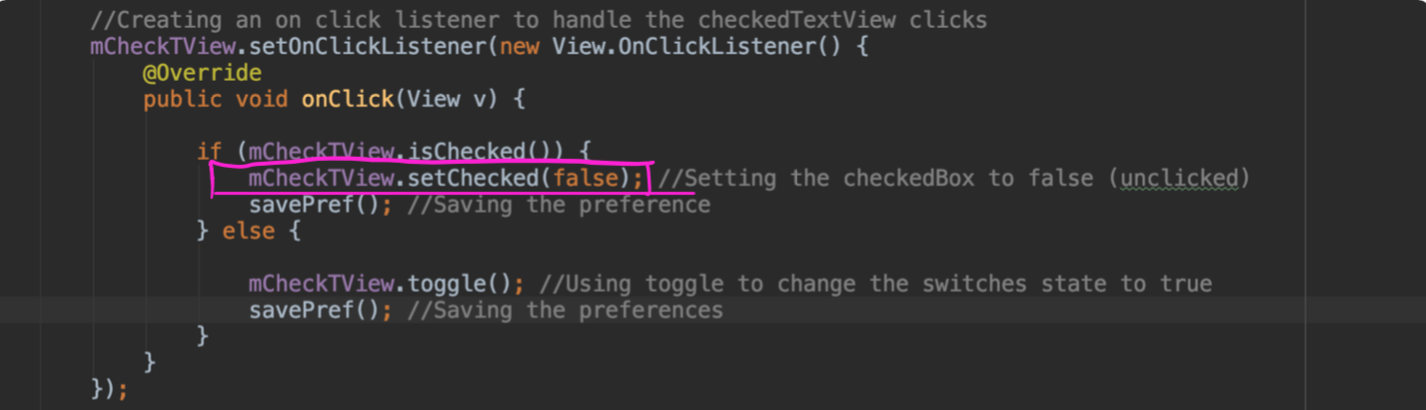 //Creating an on click listener to handle the checkedTextView clicks
mCheckTView.setOnClickListener(new View.OnClickListener() {
@Override
public void onClick(View v) {
if (mCheckTView.isChecked()) {
mCheckTView.setChecked(false); //Setting the checkedBox to false (unclicked)
savePref(); //Saving the preference
} else {
mCheckTView.toggle(); //Using toggle to change the switches state to true
savePref(); //Saving the preferences
}
}
});